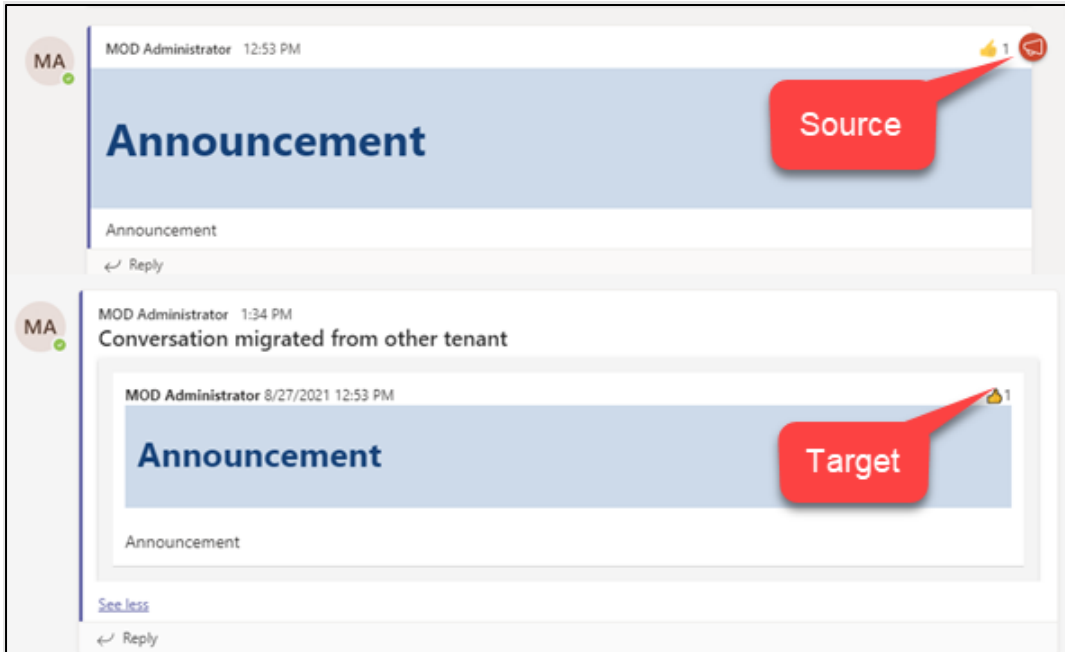 MA
MOD Administrator 12:53 PM
1
Source
Announcement
Announcement
Reply
MA
MOD Administrator 1:34 PM
Conversation migrated from other tenant
MOD Administrator 8/27/2021 12:53 PM
1
Announcement
Target
Announcement
See less
Reply